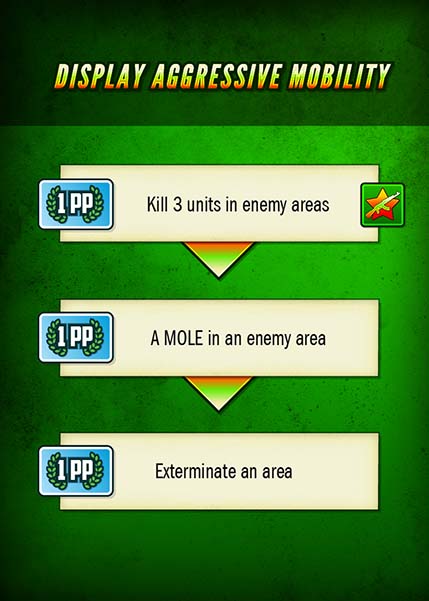 DISPLAY AGGRESSIVE MOBILITY
1 PP
Kill 3 units in enemy areas
1 PP
A MOLE in an enemy area
1 PP
Exterminate an area